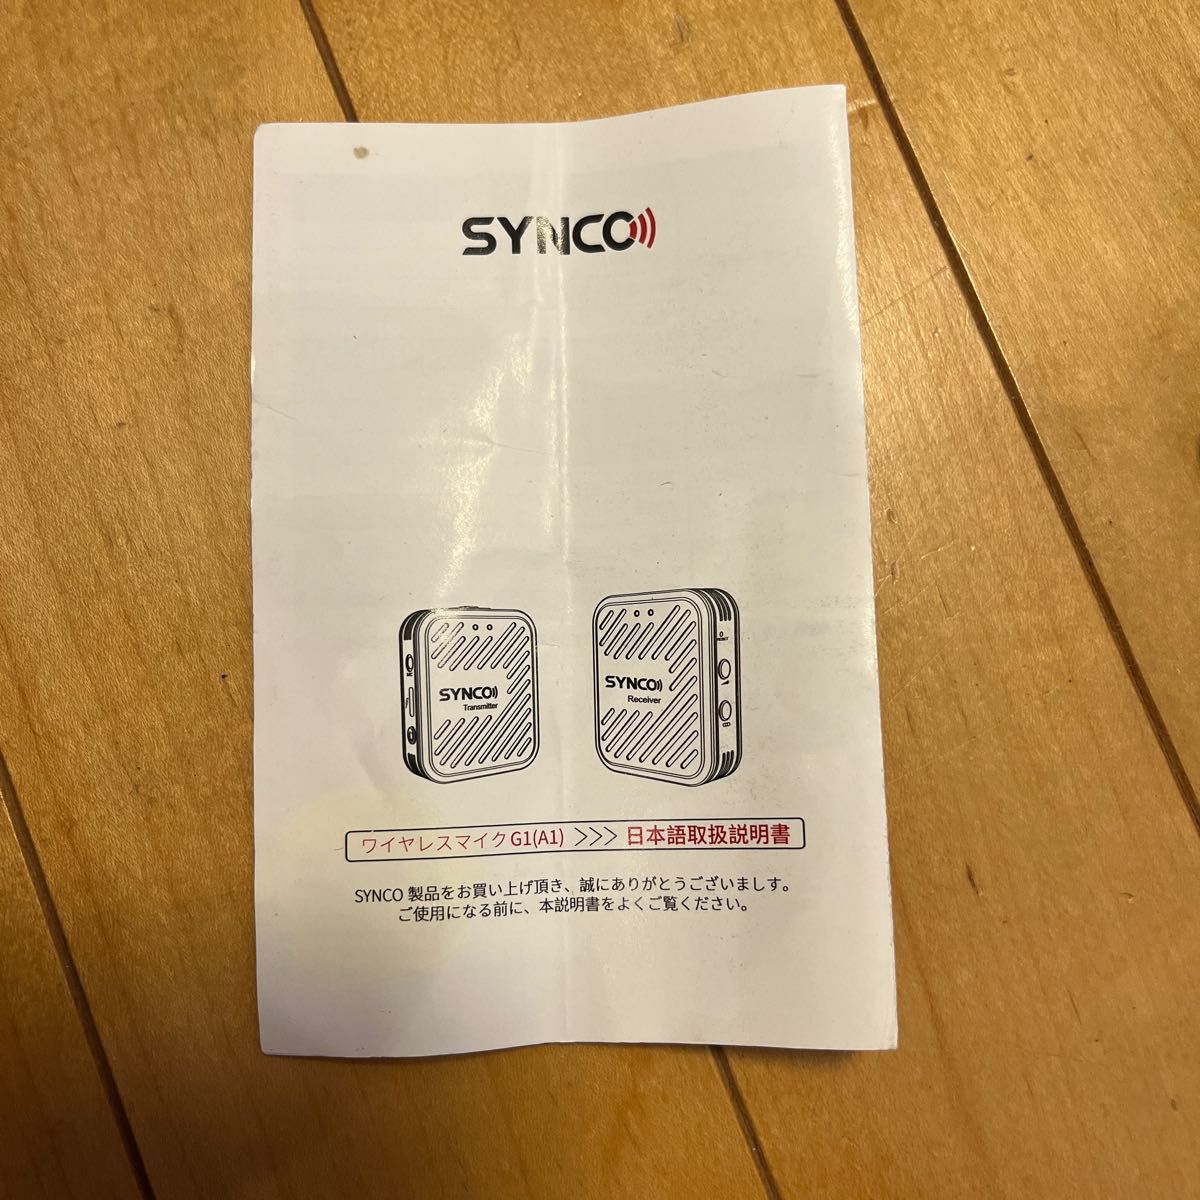 SYNCO
SYNCO
Transmitter
SYNCO
Receiver
ワイヤレスマイク G1(A1) >>> 日本語取扱説明書
SYNCO 製品をお買い上げ頂き、誠にありがとうございましす。
ご使用になる前に、本説明書をよくご覧ください。